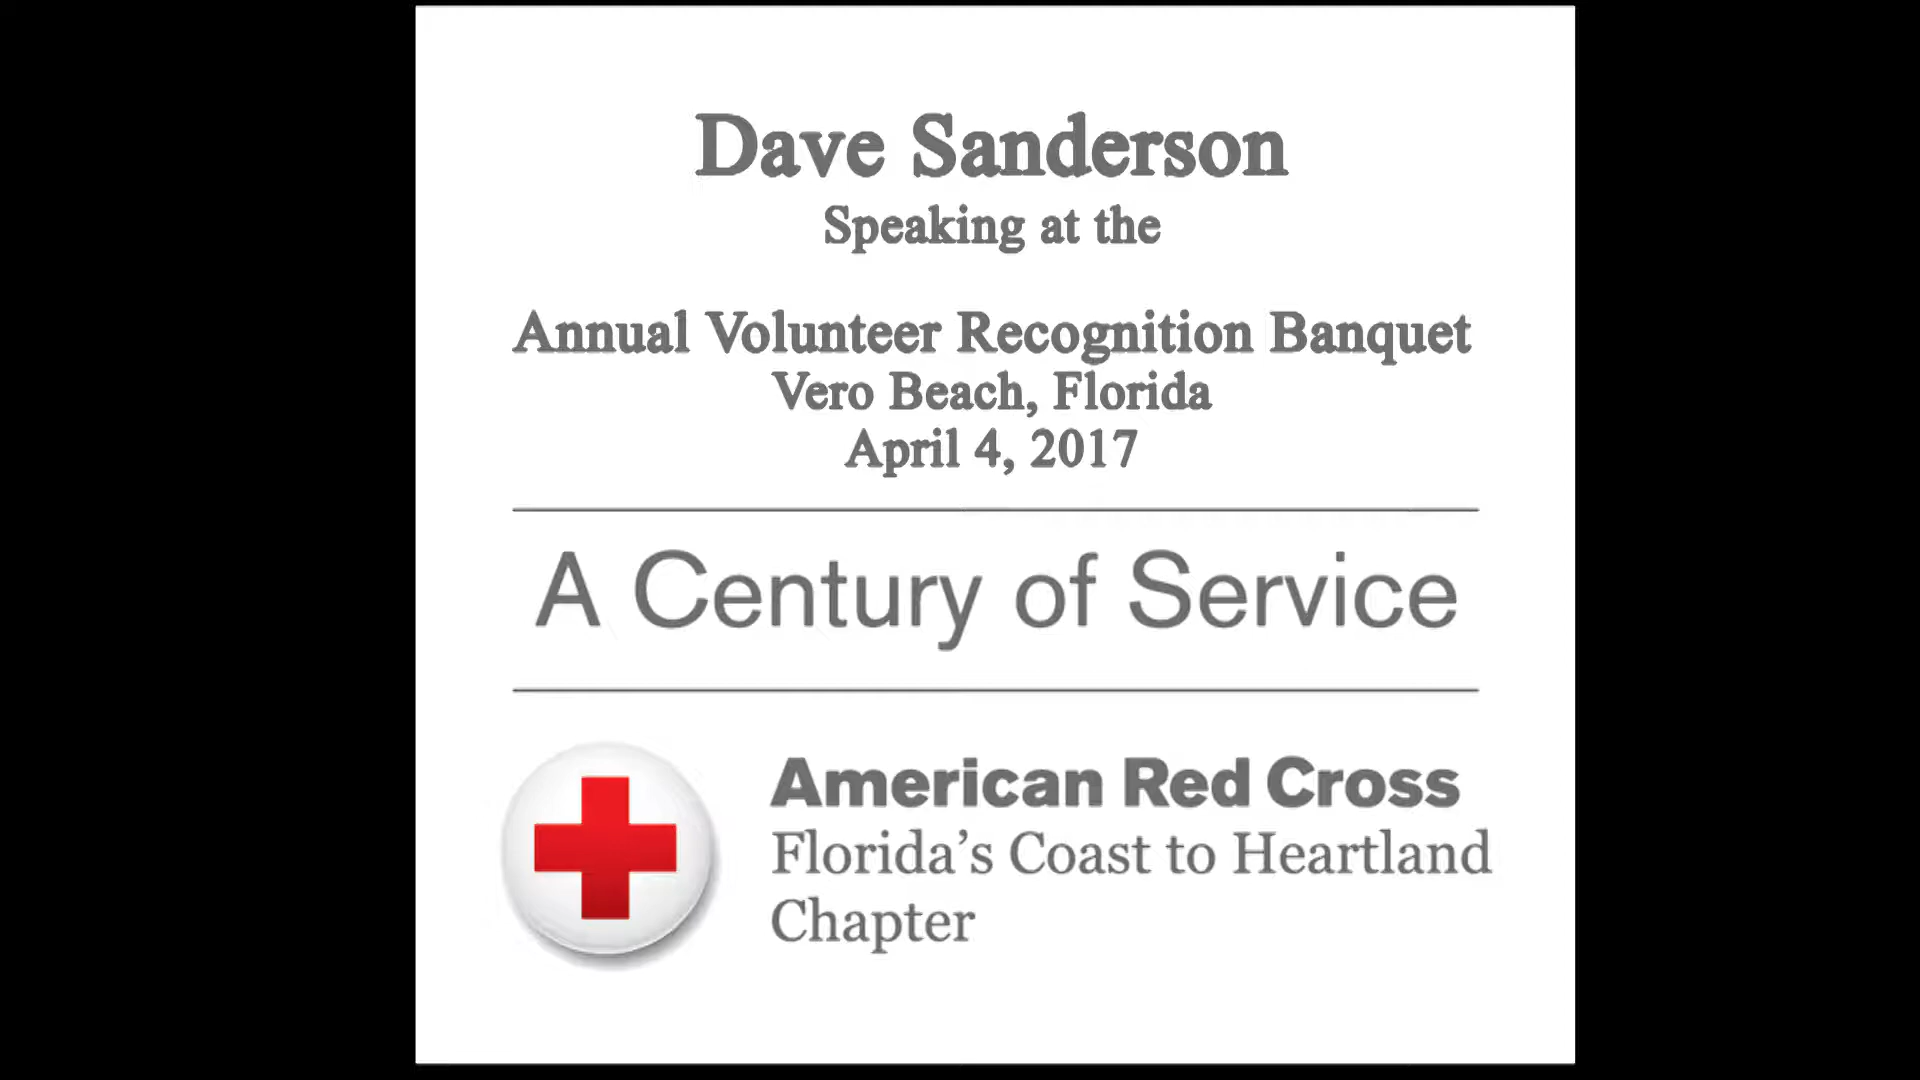 Dave Sanderson
Speaking at the
Annual Volunteer Recognition Banquet
Vero Beach, Florida
April 4, 2017
A Century of Service
American Red Cross
Florida’s Coast to Heartland
Chapter